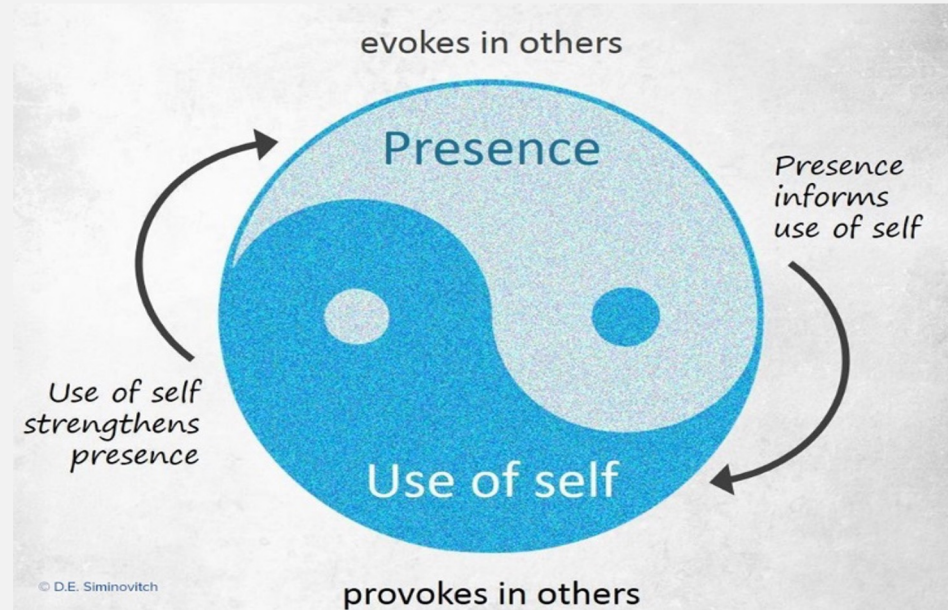 evokes in others
Presence
Presence
informs
use of self
Use of self
strengthens
presence
Use of self
© D.E. Siminovitch
provokes in others